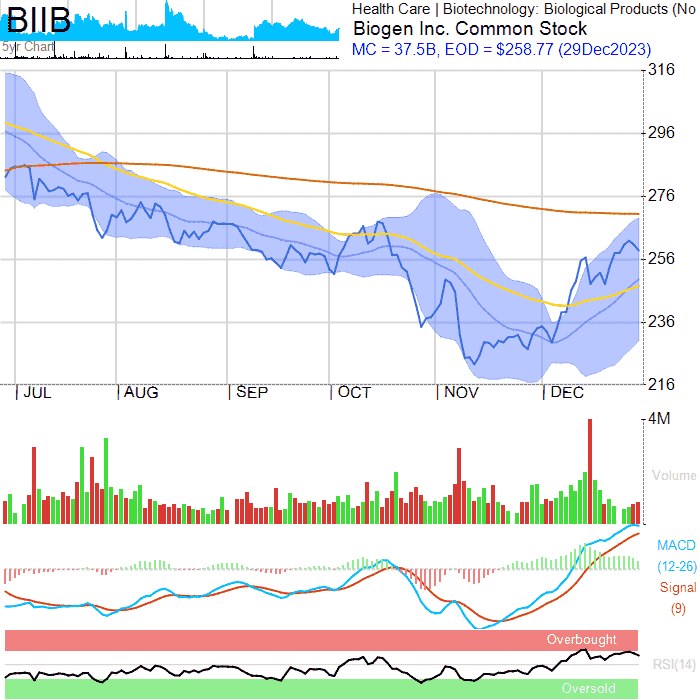 BIIB
5yr Chart
Health Care | Biotechnology: Biological Products (No
Biogen Inc. Common Stock
MC = 37.5B, EOD = $258.77 (29Dec2023)
316
296
276
256
236
216
JUL
AUG
SEP
OCT
NOV
DEC
4M
Volume
MACD
(12-26)
Signal
(9)
Overbought
RSI(14)
Oversold